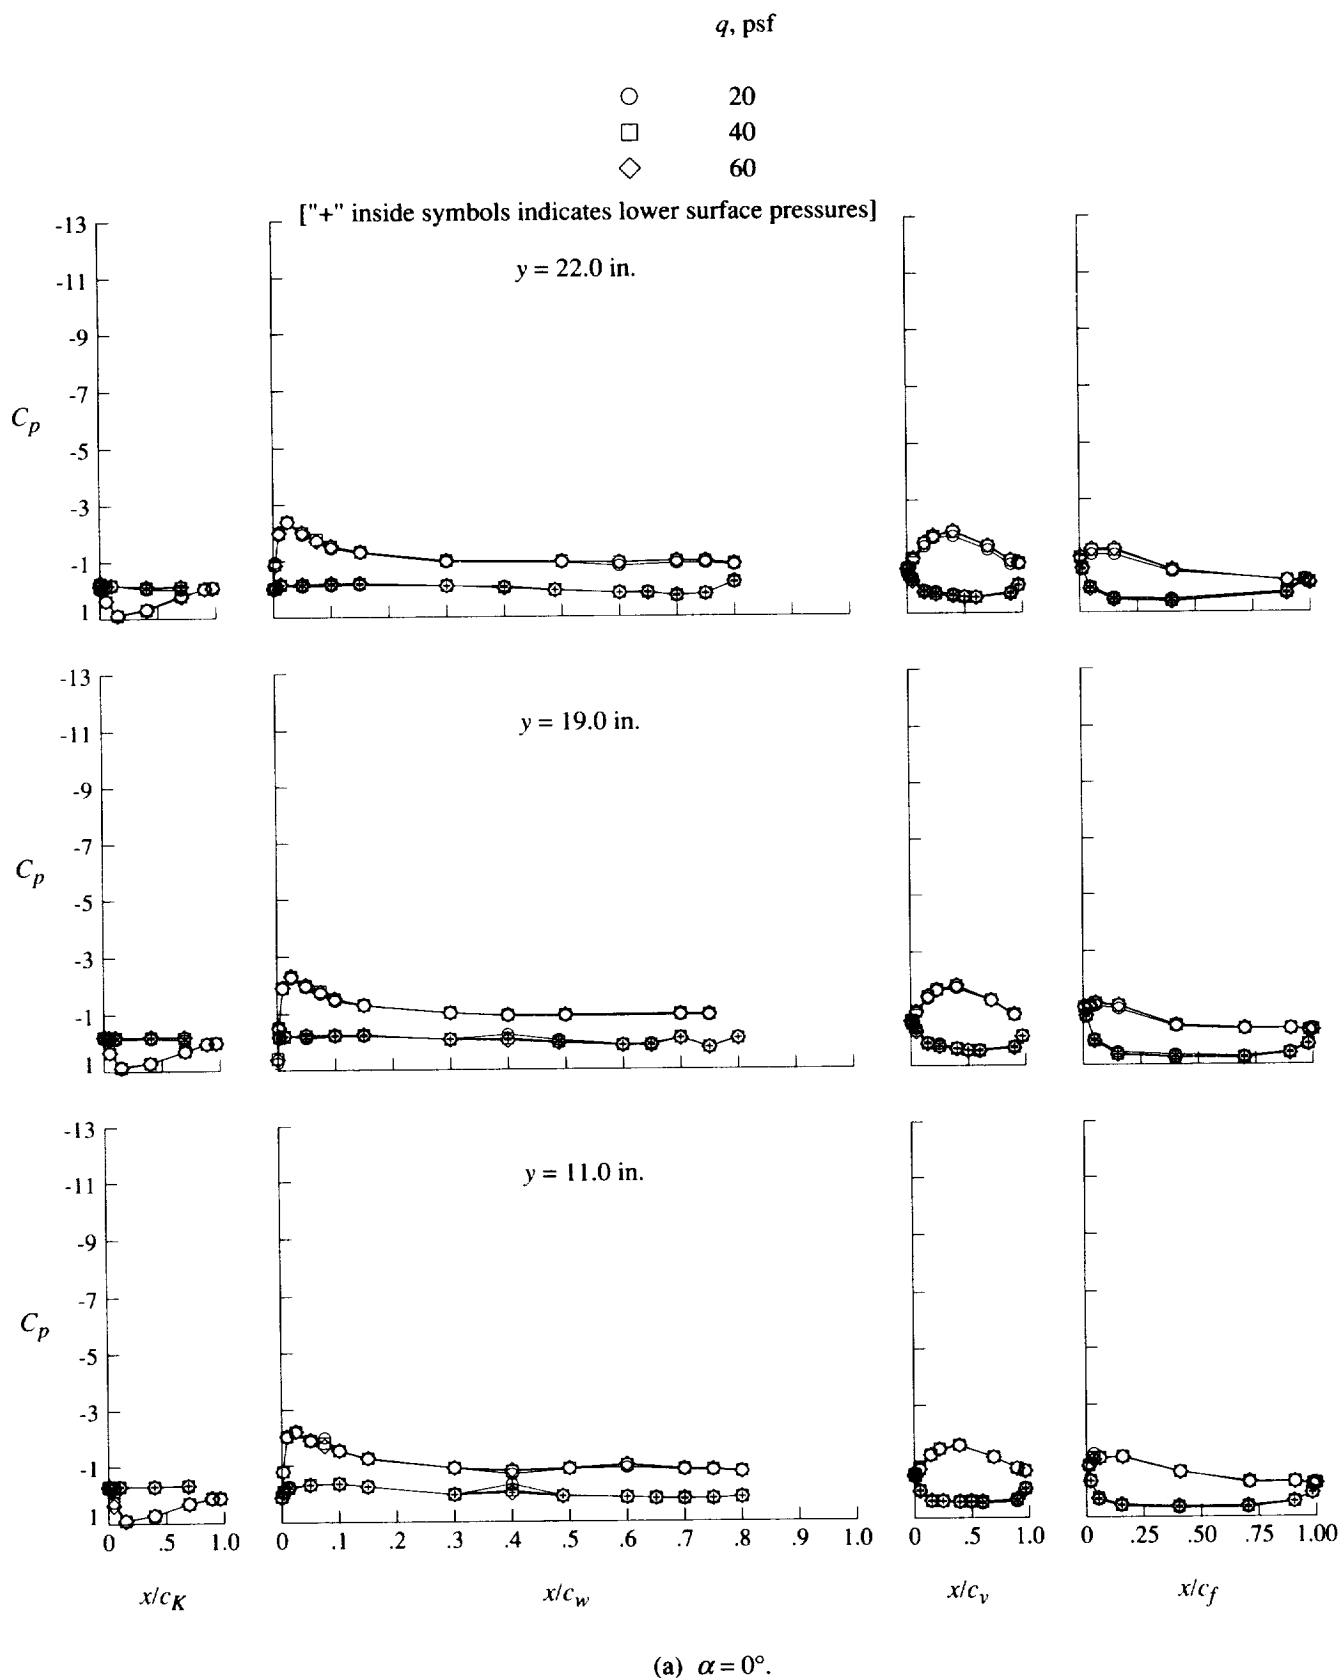 q, psf
20
40
60
["+" inside symbols indicates lower surface pressures]
y = 22.0 in.
-13
-11
-9
-7
-5
-3
-1
1
C_p
y = 19.0 in.
-13
-11
-9
-7
-5
-3
-1
1
C_p
y = 11.0 in.
-13
-11
-9
-7
-5
-3
-1
1
C_p
0 .5 1.0
0 .1 .2 .3 .4 .5 .6 .7 .8 .9 1.0
0 .5 1.0
0 .25 .50 .75 1.00
x/c_K
x/c_w
x/c_v
x/c_f
(a) α = 0°.